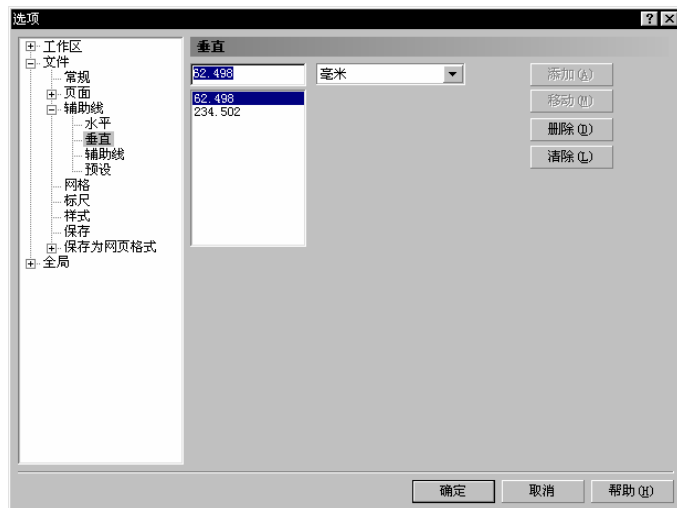 选项
工作区
文件
常规
页面
辅助线
水平
垂直
辅助线
预设
网格
标尺
样式
保存
保存为网页格式
全局
垂直
62.498
毫米
62.498
234.502
添加(A)
移动(M)
删除(D)
清除(L)
确定
取消
帮助(H)